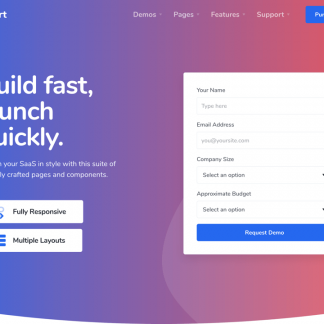 rt Demos Pages Features Support Pur
uild fast,
unch
uickly.
your SaaS in style with this suite of
ly crafted pages and components.
Fully Responsive
Multiple Layouts
Your Name
Type here
Email Address
you@yoursite.com
Company Size
Select an option
Approximate Budget
Select an option
Request Demo